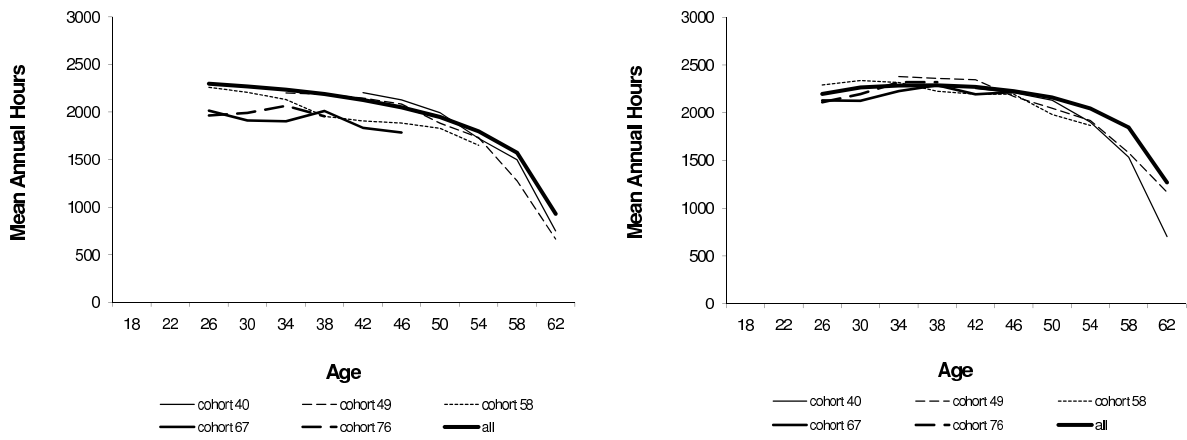 3000
2500
2000
1500
1000
500
0
Mean Annual Hours
18 22 26 30 34 38 42 46 50 54 58 62
Age
cohort 40 cohort 49 cohort 58
cohort 67 cohort 76 all
3000
2500
2000
1500
1000
500
0
Mean Annual Hours
18 22 26 30 34 38 42 46 50 54 58 62
Age
cohort 40 cohort 49 cohort 58
cohort 67 cohort 76 all